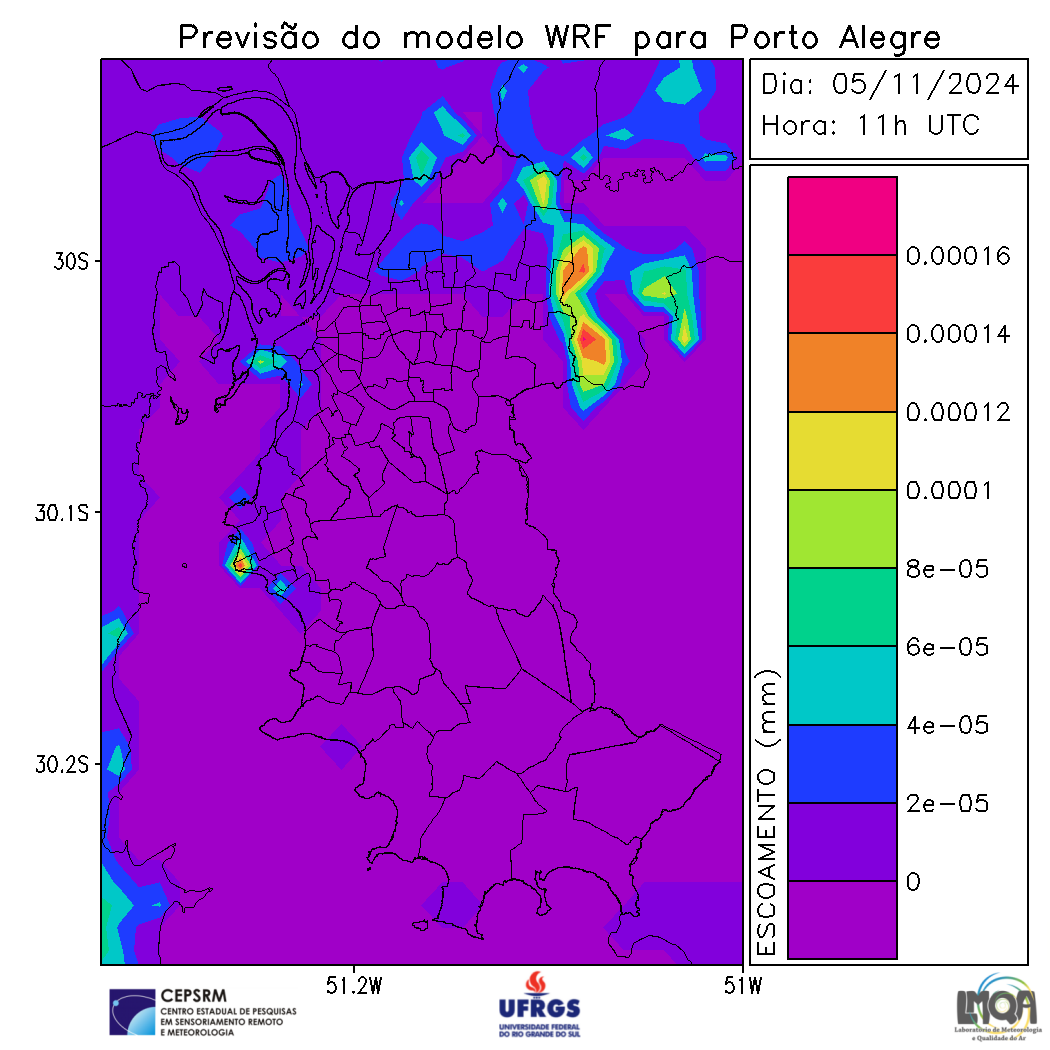 Previsão do modelo WRF para Porto Alegre
Dia: 05/11/2024
Hora: 11h UTC
0.00016
0.00014
0.00012
0.0001
8e-05
6e-05
4e-05
2e-05
0
ESCOAMENTO (mm)
30S
30.1S
30.2S
51.2W
51W
CEPSRM
CENTRO ESTADUAL DE PESQUISAS
EM SENSORIAMENTO REMOTO
E METEOROLOGIA
UFRGS
UNIVERSIDADE FEDERAL
DO RIO GRANDE DO SUL
LMQA
Laboratório de Meteorologia
e Qualidade do Ar